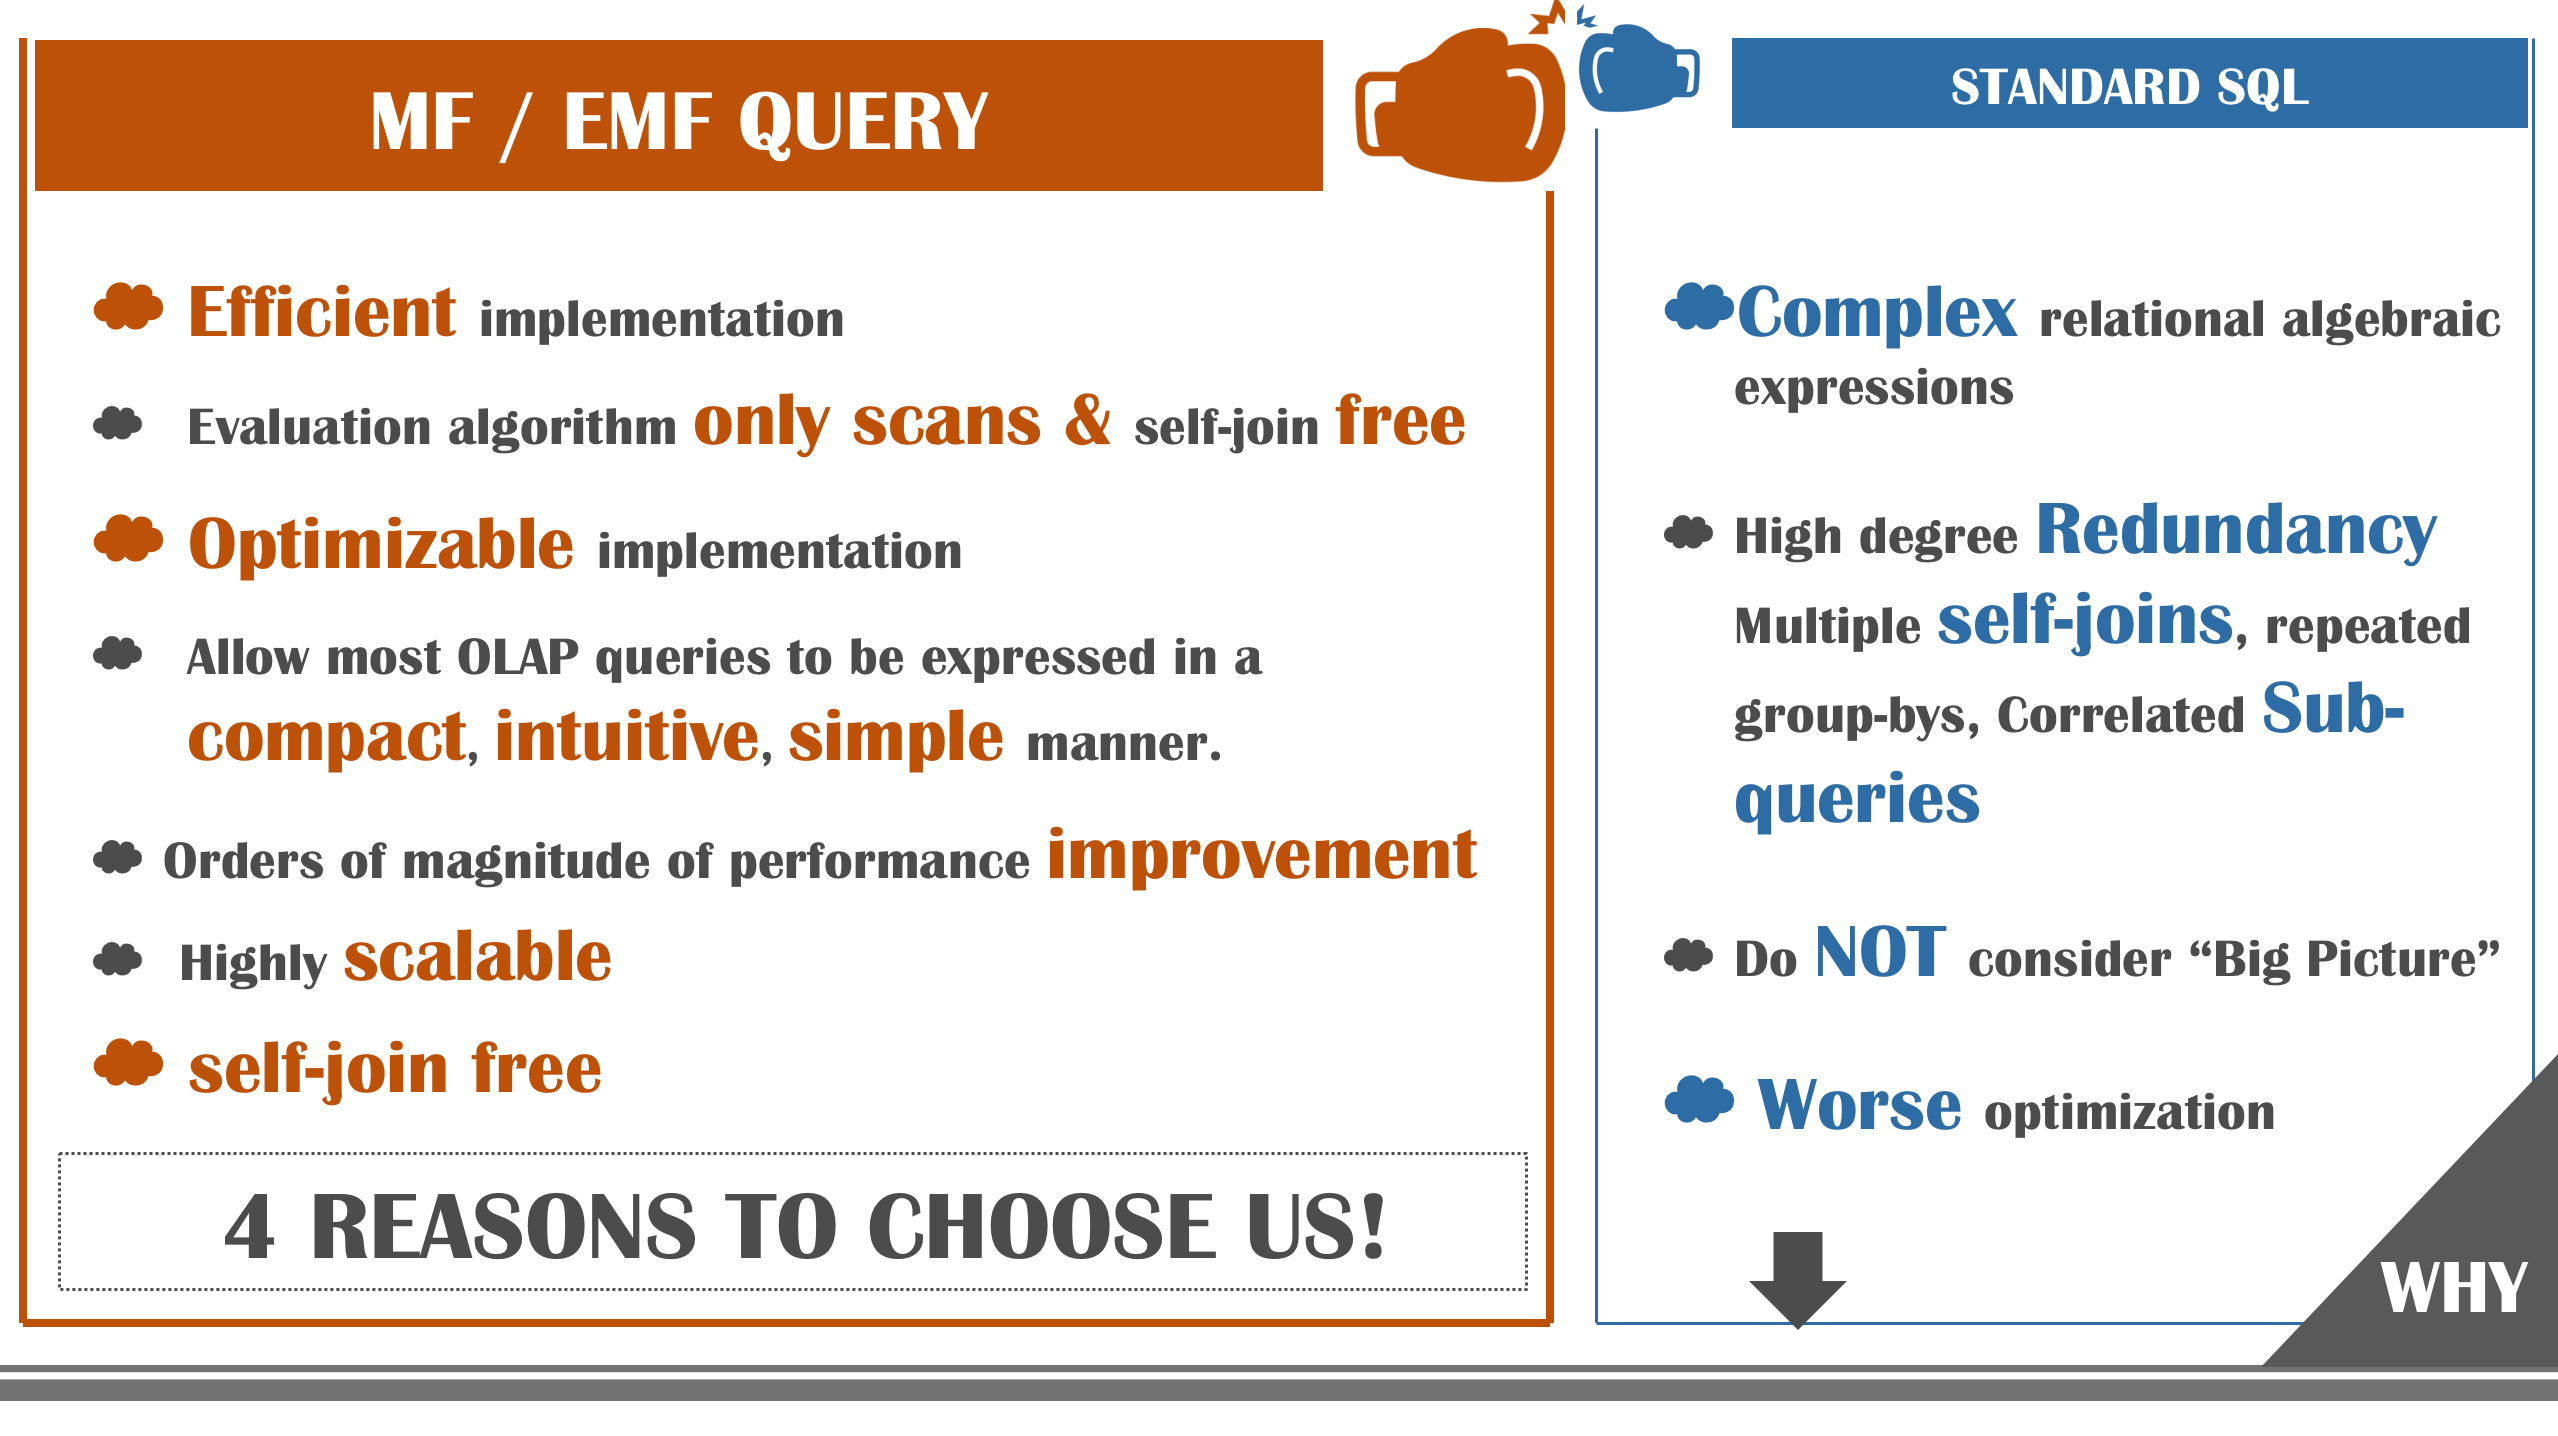 MF / EMF QUERY
Efficient implementation
Evaluation algorithm only scans & self-join free
Optimizable implementation
Allow most OLAP queries to be expressed in a
compact, intuitive, simple manner.
Orders of magnitude of performance improvement
Highly scalable
self-join free
4 REASONS TO CHOOSE US!
STANDARD SQL
Complex relational algebraic
expressions
High degree Redundancy
Multiple self-joins, repeated
group-bys, Correlated Sub-
queries
Do NOT consider “Big Picture”
Worse optimization
WHY